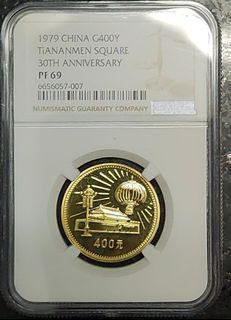 1979 CHINA G400Y
TIANANMEN SQUARE
30TH ANNIVERSARY
PF 69
6656057-007
NUMISMATIC GUARANTY COMPANY
400元